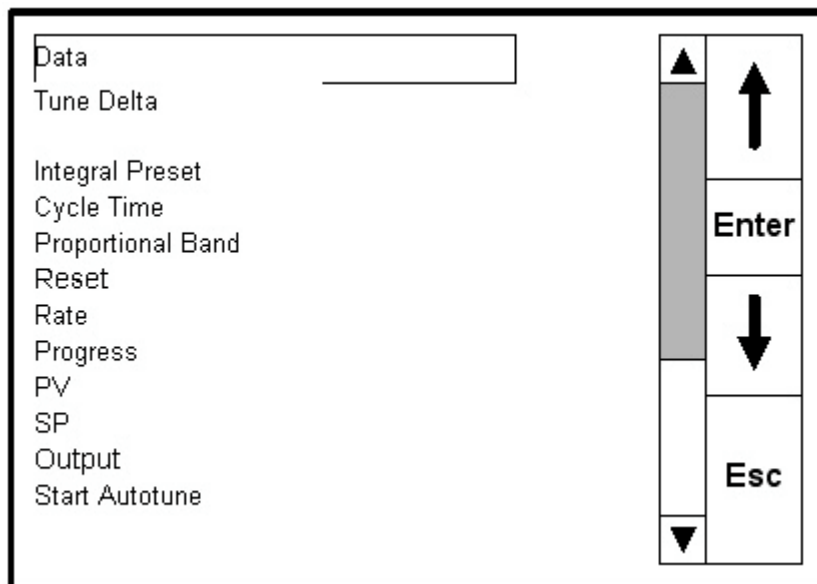 Data
Tune Delta
Integral Preset
Cycle Time
Proportional Band
Reset
Rate
Progress
PV
SP
Output
Start Autotune
Enter
Esc